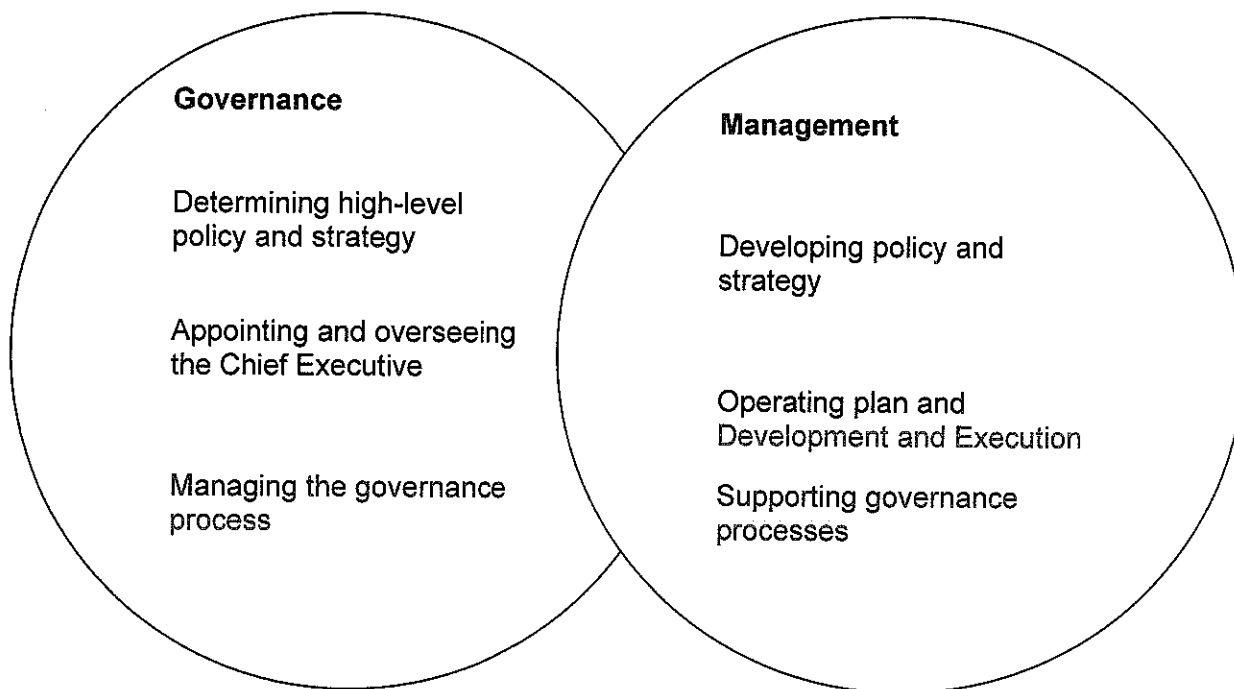 Governance
Determining high-level
policy and strategy
Appointing and overseeing
the Chief Executive
Managing the governance
process
Management
Developing policy and
strategy
Operating plan and
Development and Execution
Supporting governance
processes